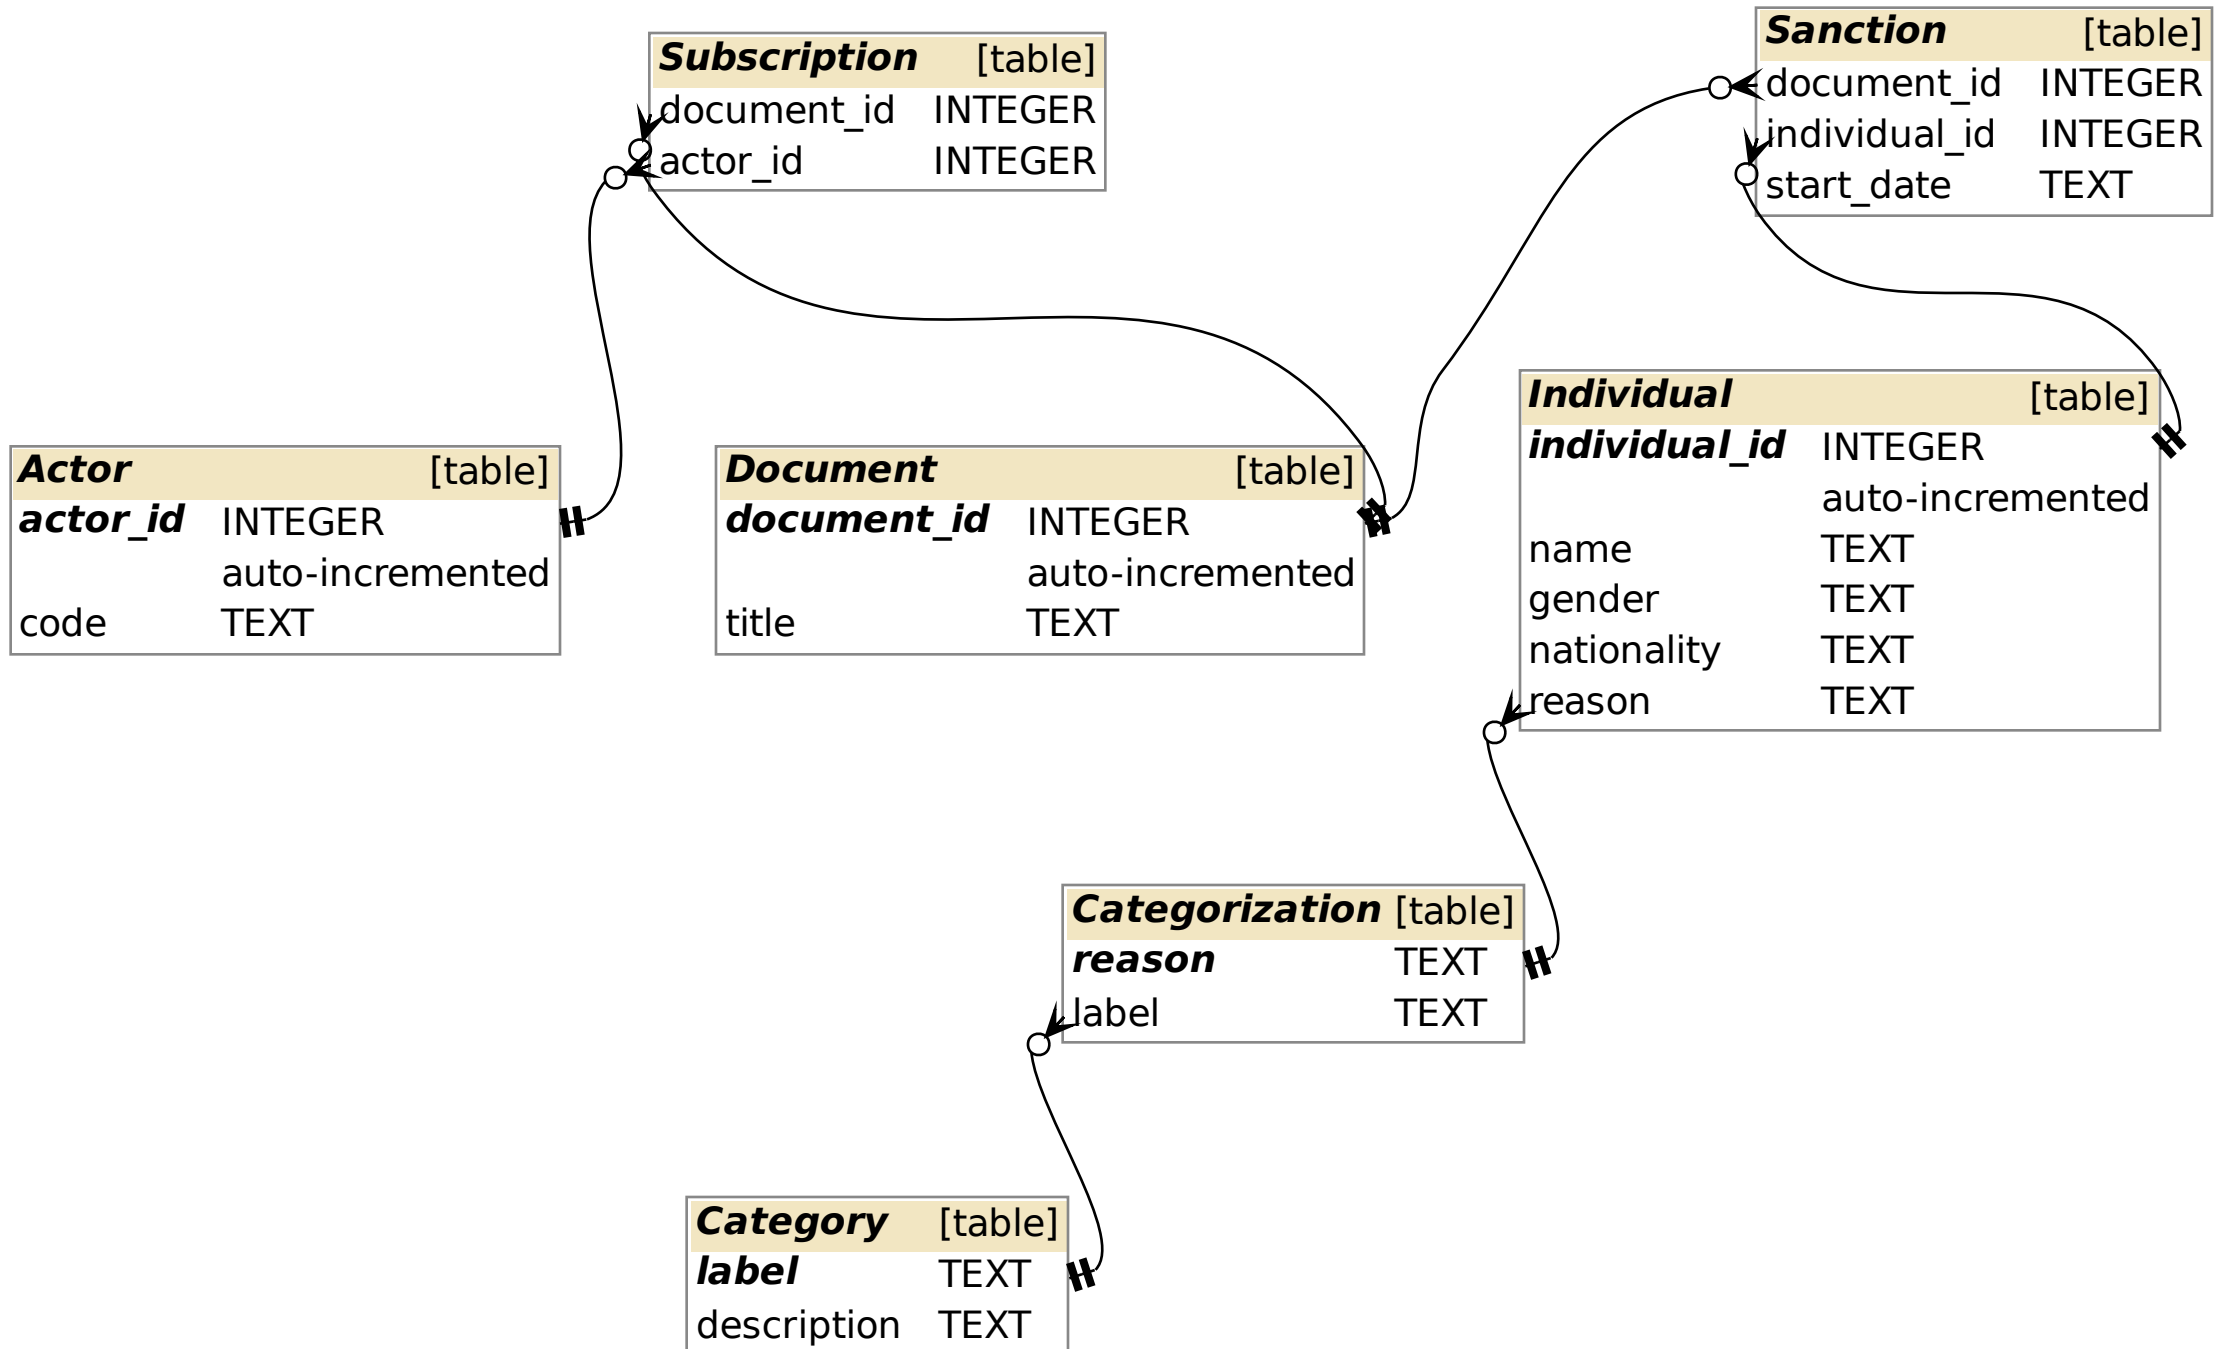 Subscription [table]
document_id INTEGER
actor_id INTEGER
Sanction [table]
document_id INTEGER
individual_id INTEGER
start_date TEXT
Actor [table]
actor_id INTEGER
auto-incremented
code TEXT
Document [table]
document_id INTEGER
auto-incremented
title TEXT
Individual [table]
individual_id INTEGER
auto-incremented
name TEXT
gender TEXT
nationality TEXT
reason TEXT
Categorization [table]
reason TEXT
label TEXT
Category [table]
label TEXT
description TEXT